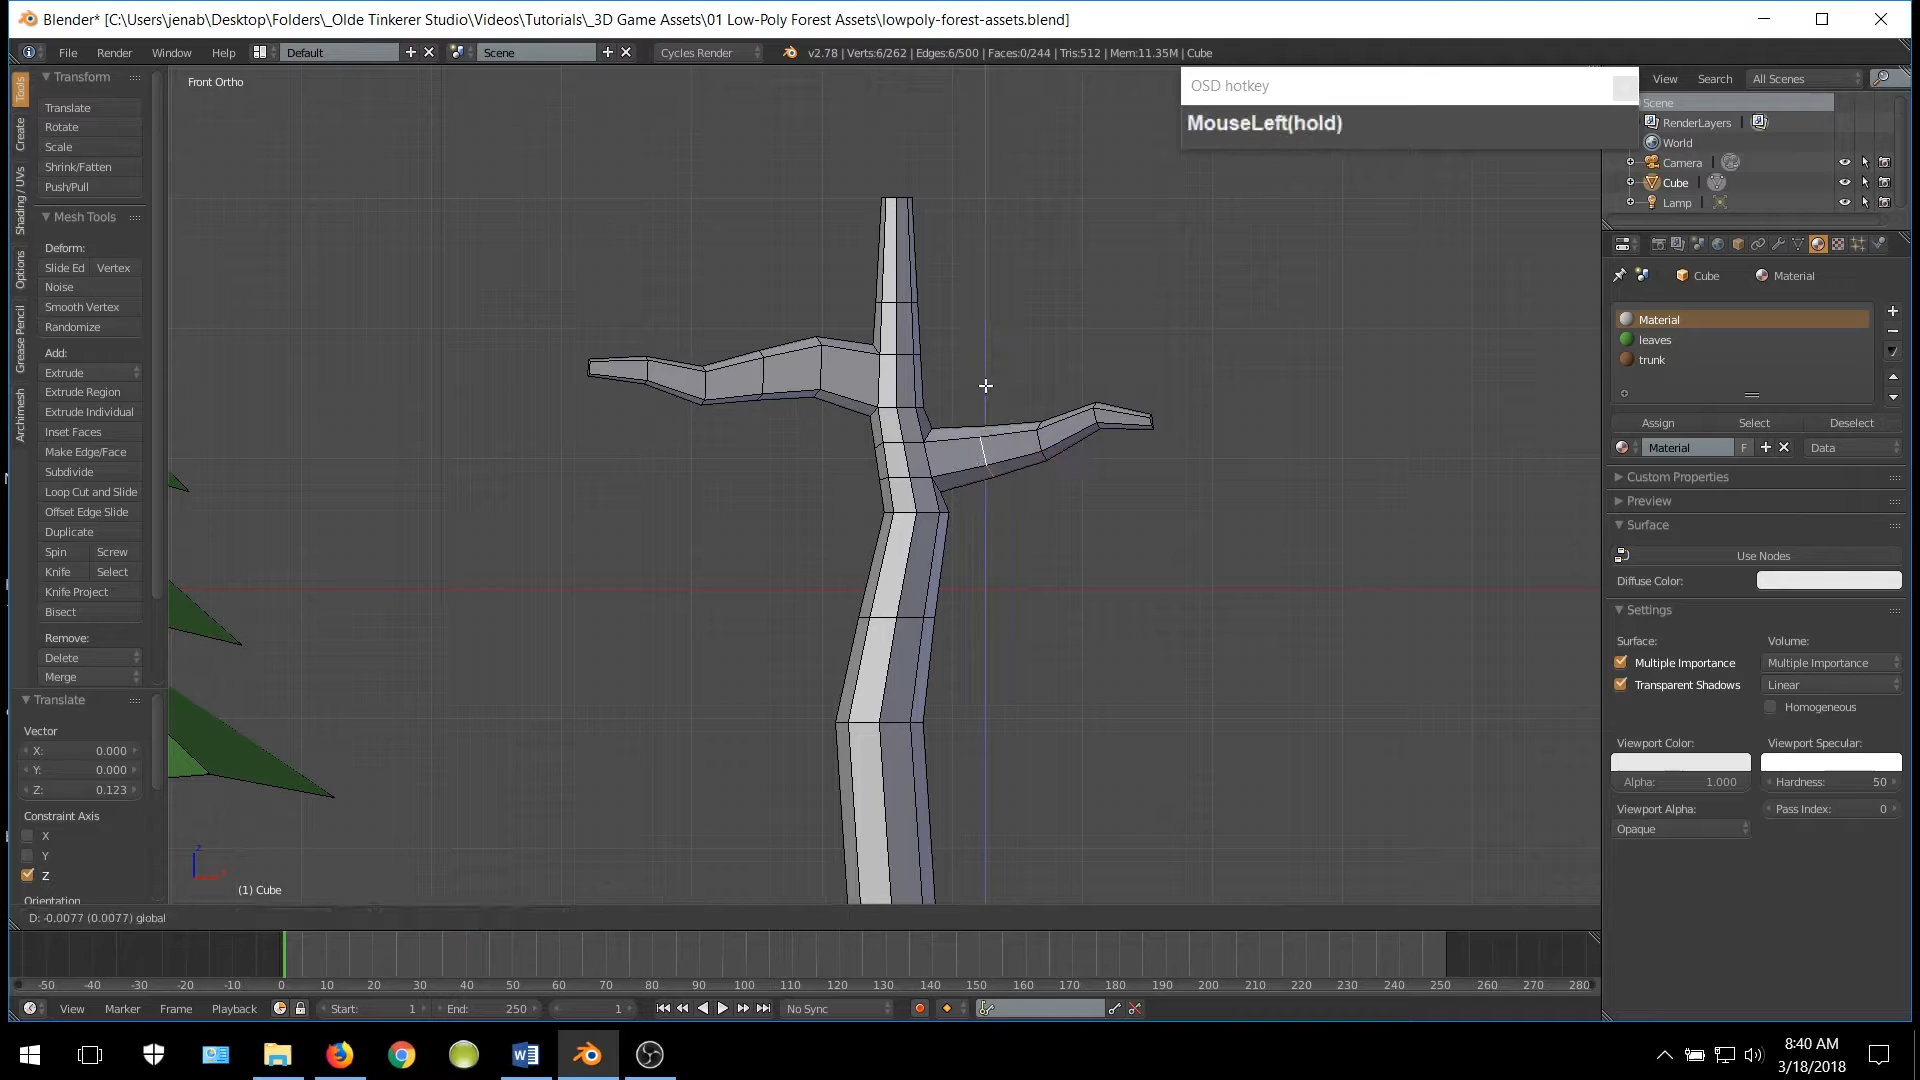 Blender* [C:\Users\jenab\Desktop\Folders\_Olde Tinkerer Studio\Videos\Tutorials\_3D Game Assets\01 Low-Poly Forest Assets\lowpoly-forest-assets.blend]
File Render Window Help Default Scene Cycles Render v2.78 | Verts:6/262 | Edges:6/500 | Faces:0/244 | Tris:512 | Mem:11.35M | Cube
Tools
Create
Shading / UVs
Options
Grease Pencil
Archimesh
Transform
Translate
Rotate
Scale
Shrink/Fatten
Push/Pull
Mesh Tools
Deform:
Slide Ed Vertex
Noise
Smooth Vertex
Randomize
Add:
Extrude
Extrude Region
Extrude Individual
Inset Faces
Make Edge/Face
Subdivide
Loop Cut and Slide
Offset Edge Slide
Duplicate
Spin Screw
Knife Select
Knife Project
Bisect
Remove:
Delete
Merge
Translate
Vector
X: 0.000
Y: 0.000
Z: 0.123
Constraint Axis
X
Y
Z
Orientation
Front Ortho
OSD hotkey
MouseLeft(hold)
z
(1) Cube
D: -0.0077 (0.0077) global
View Search All Scenes
Scene
RenderLayers
World
Camera
Cube
Lamp
Cube Material
Material
leaves
trunk
Assign Select Deselect
Material F Data
Custom Properties
Preview
Surface
Use Nodes
Diffuse Color:
Settings
Surface: Volume:
Multiple Importance Multiple Importance
Transparent Shadows Linear
Homogeneous
Viewport Color: Viewport Specular:
Alpha: 1.000 Hardness: 50
Viewport Alpha: Pass Index: 0
Opaque
-50 -40 -30 -20 -10 0 10 20 30 40 50 60 70 80 90 100 110 120 130 140 150 160 170 180 190 200 210 220 230 240 250 260 270 280
View Marker Frame Playback Start: 1 End: 250 1 No Sync
8:40 AM
3/18/2018